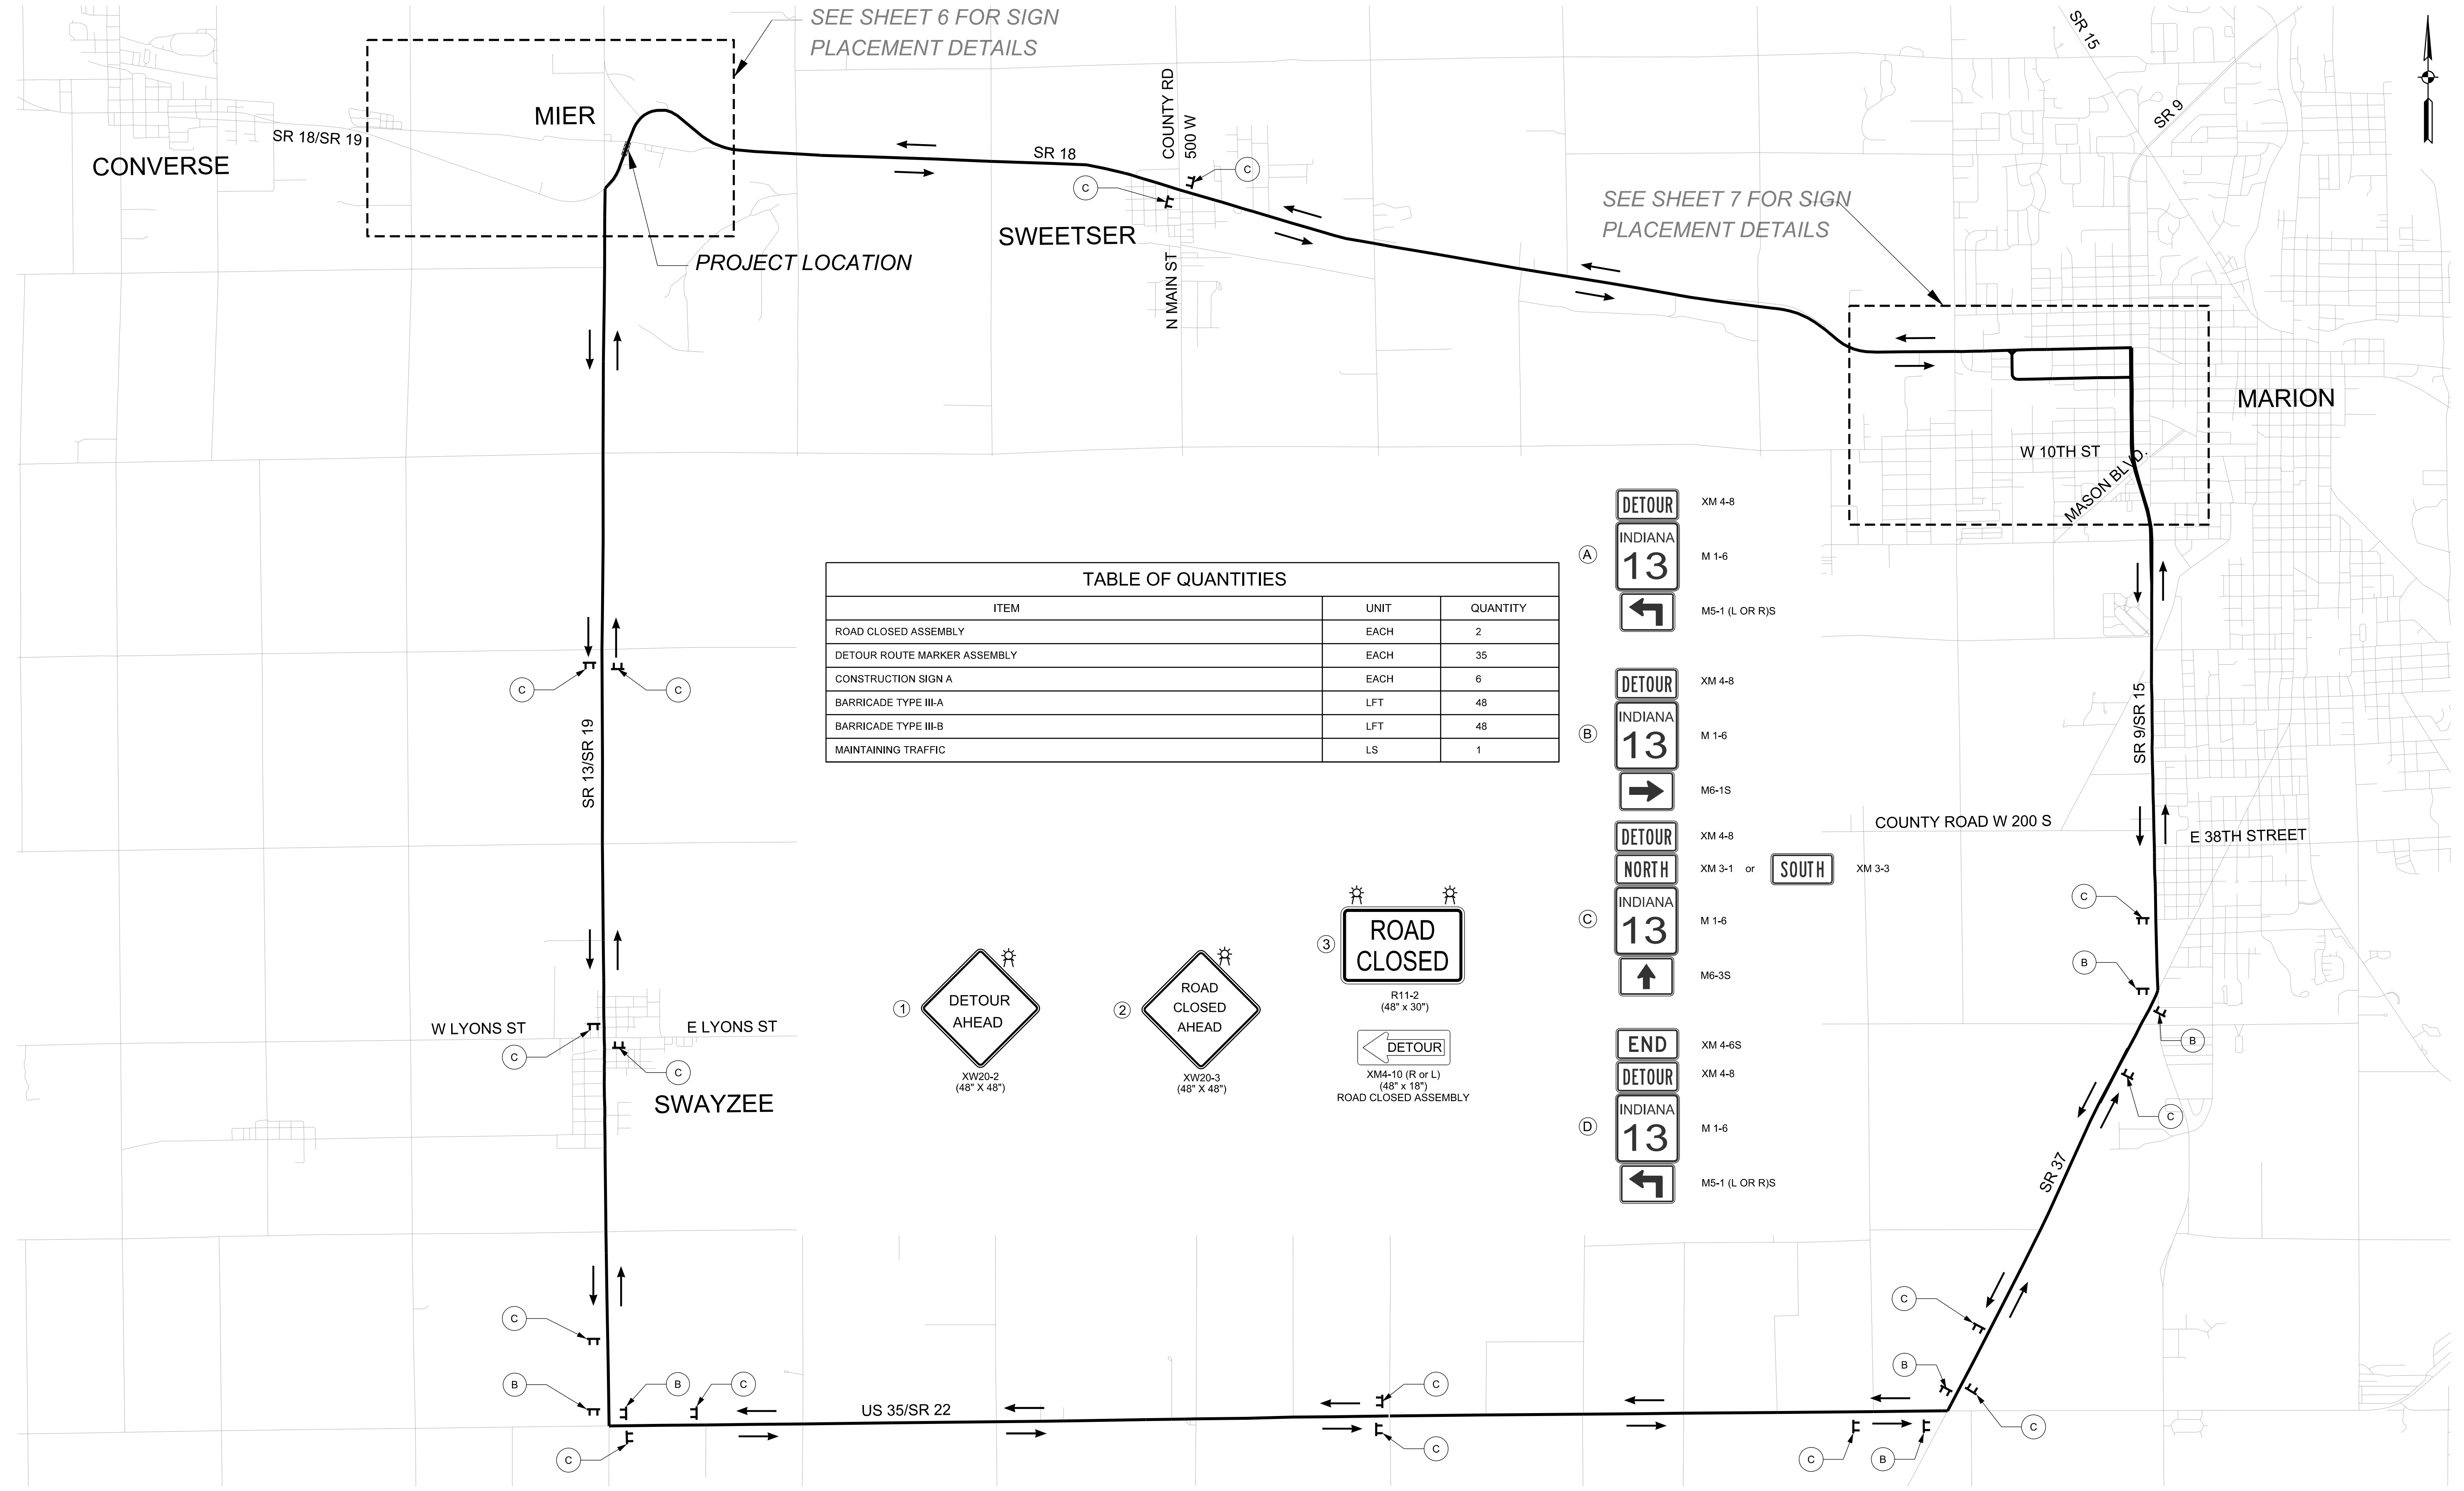 SEE SHEET 6 FOR SIGN
PLACEMENT DETAILS
SR 15
SR 9
MIER
COUNTY RD
500 W
SR 18/SR 19
CONVERSE
SR 18
C
C
SWEETSER
SEE SHEET 7 FOR SIGN
PLACEMENT DETAILS
PROJECT LOCATION
N MAIN ST
MARION
W 10TH ST
MASON BLVD.
TABLE OF QUANTITIES
ITEM UNIT QUANTITY
ROAD CLOSED ASSEMBLY EACH 2
DETOUR ROUTE MARKER ASSEMBLY EACH 35
CONSTRUCTION SIGN A EACH 6
BARRICADE TYPE III-A LFT 48
BARRICADE TYPE III-B LFT 48
MAINTAINING TRAFFIC LS 1
A
DETOUR XM 4-8
INDIANA
13 M 1-6
M5-1 (L OR R)S
B
DETOUR XM 4-8
INDIANA
13 M 1-6
M6-1S
C
DETOUR XM 4-8
NORTH XM 3-1 or SOUTH XM 3-3
INDIANA
13 M 1-6
M6-3S
D
END XM 4-6S
DETOUR XM 4-8
INDIANA
13 M 1-6
M5-1 (L OR R)S
C
C
SR 13/SR 19
1
DETOUR
AHEAD
XW20-2
(48" X 48")
2
ROAD
CLOSED
AHEAD
XW20-3
(48" X 48")
3
ROAD
CLOSED
R11-2
(48" x 30")
DETOUR
XM4-10 (R or L)
(48" x 18")
ROAD CLOSED ASSEMBLY
SR 9/SR 15
COUNTY ROAD W 200 S
E 38TH STREET
C
B
B
C
SR 37
W LYONS ST
E LYONS ST
C
C
SWAYZEE
C
B
B
C
C
US 35/SR 22
C
C
C
B
C
C
B